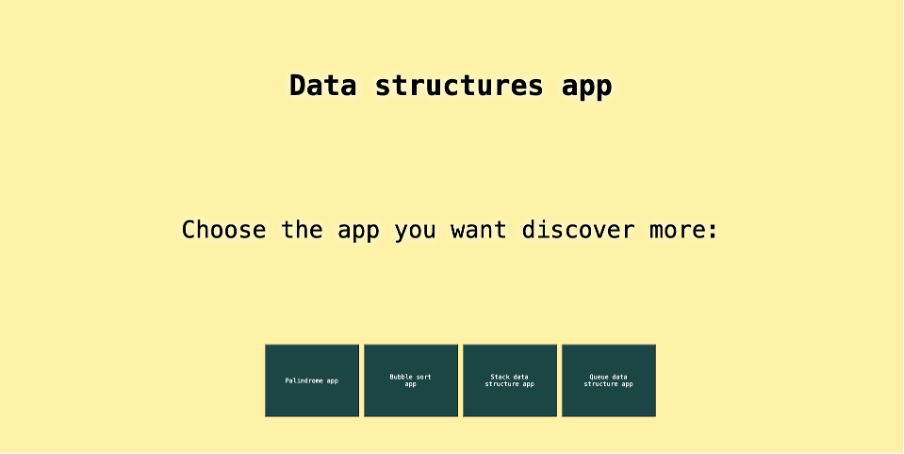 Data structures app
Choose the app you want discover more:
Palindrome app
Bubble sort
app
Stack data
structure app
Queue data
structure app